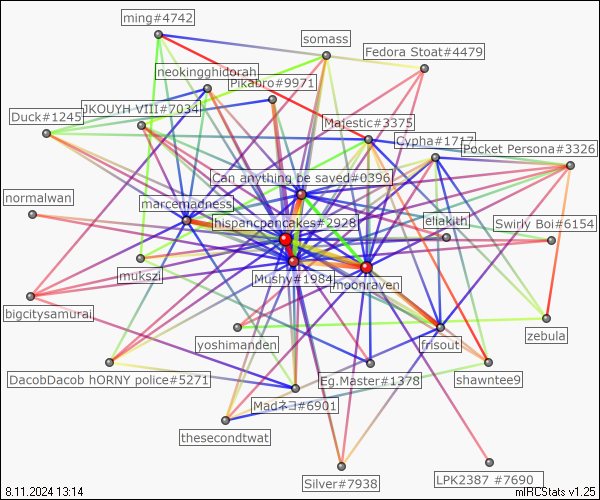 ming#4742
somass
Fedora Stoat#4479
neokingghidorah
Pikabro#9971
JKOUYH VIII#7034
Duck#1245
Majestic#3375
Cypha#1717
Pocket Persona#3326
Can anything be saved#0396
normalwan
marcemadness
hispancpancakes#2928
eliakith
Swirly Boi#6154
mukszi
Mushy#1984
moonraven
bigcitysamurai
yoshimanden
frisout
zebula
DacobDacob hORNY police#5271
Eg.Master#1378
shawntee9
Madネコ#6901
thesecondtwat
Silver#7938
LPK2387 #7690
8.11.2024 13:14
mIRCStats v1.25